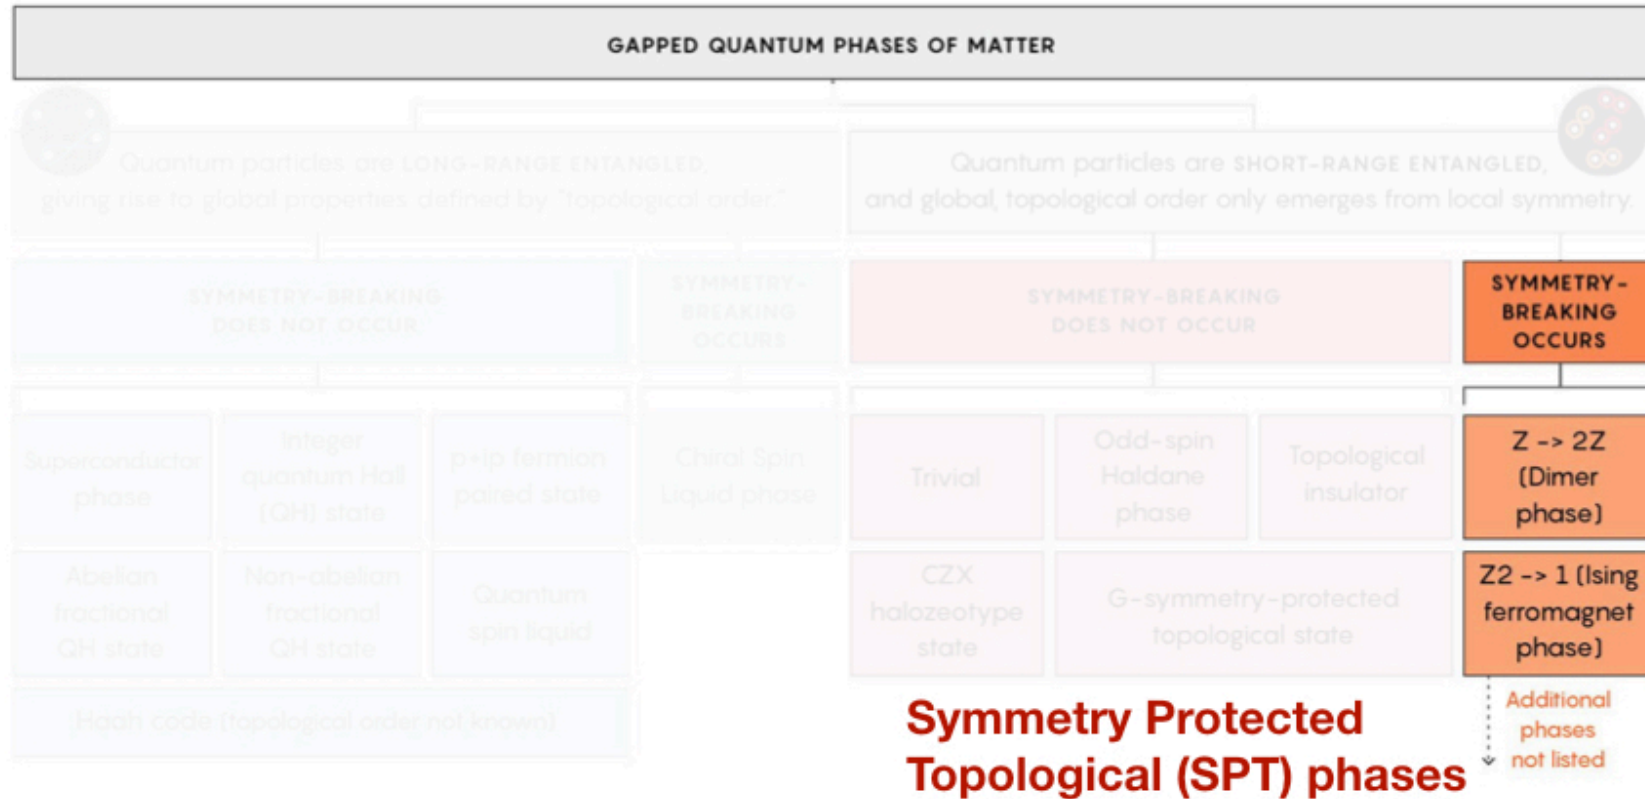 GAPPED QUANTUM PHASES OF MATTER
Quantum particles are LONG-RANGE ENTANGLED,
giving rise to global properties defined by "topological order."
Quantum particles are SHORT-RANGE ENTANGLED,
and global, topological order only emerges from local symmetry.
SYMMETRY-BREAKING
DOES NOT OCCUR
SYMMETRY-
BREAKING
OCCURS
SYMMETRY-BREAKING
DOES NOT OCCUR
SYMMETRY-
BREAKING
OCCURS
Superconductor
phase
Integer
quantum Hall
(QH) state
p+ip fermion
paired state
Chiral Spin
Liquid phase
Trivial
Odd-spin
Haldane
phase
Topological
insulator
Z -> 2Z
(Dimer
phase)
Abelian
fractional
QH state
Non-abelian
fractional
QH state
Quantum
spin liquid
CZX
halozeotype
state
G-symmetry-protected
topological state
Z2 -> 1 (Ising
ferromagnet
phase)
Haah code (topological order not known)
Symmetry Protected
Topological (SPT) phases
Additional
phases
not listed